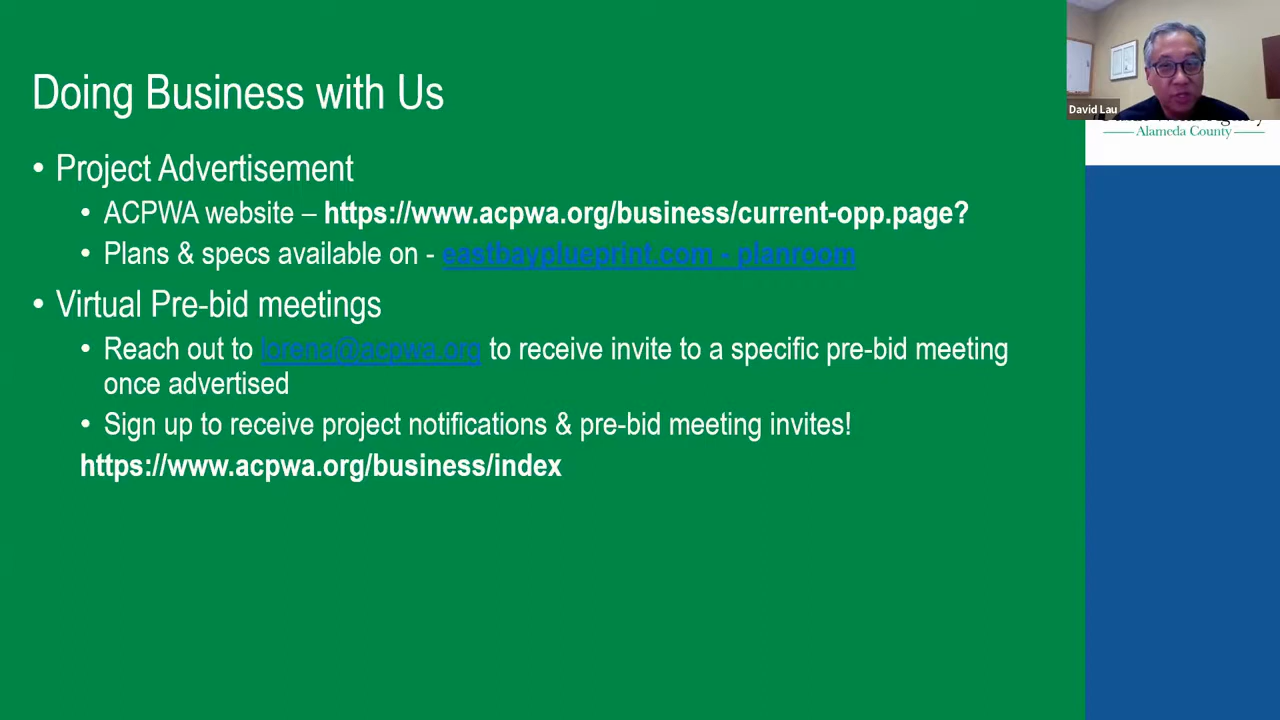 Doing Business with Us
• Project Advertisement
• ACPWA website – https://www.acpwa.org/business/current-opp.page?
• Plans & specs available on - eastbayplueprint.com - planroom
• Virtual Pre-bid meetings
• Reach out to lorena@acpwa.org to receive invite to a specific pre-bid meeting
once advertised
• Sign up to receive project notifications & pre-bid meeting invites!
https://www.acpwa.org/business/index
David Lau
Alameda County